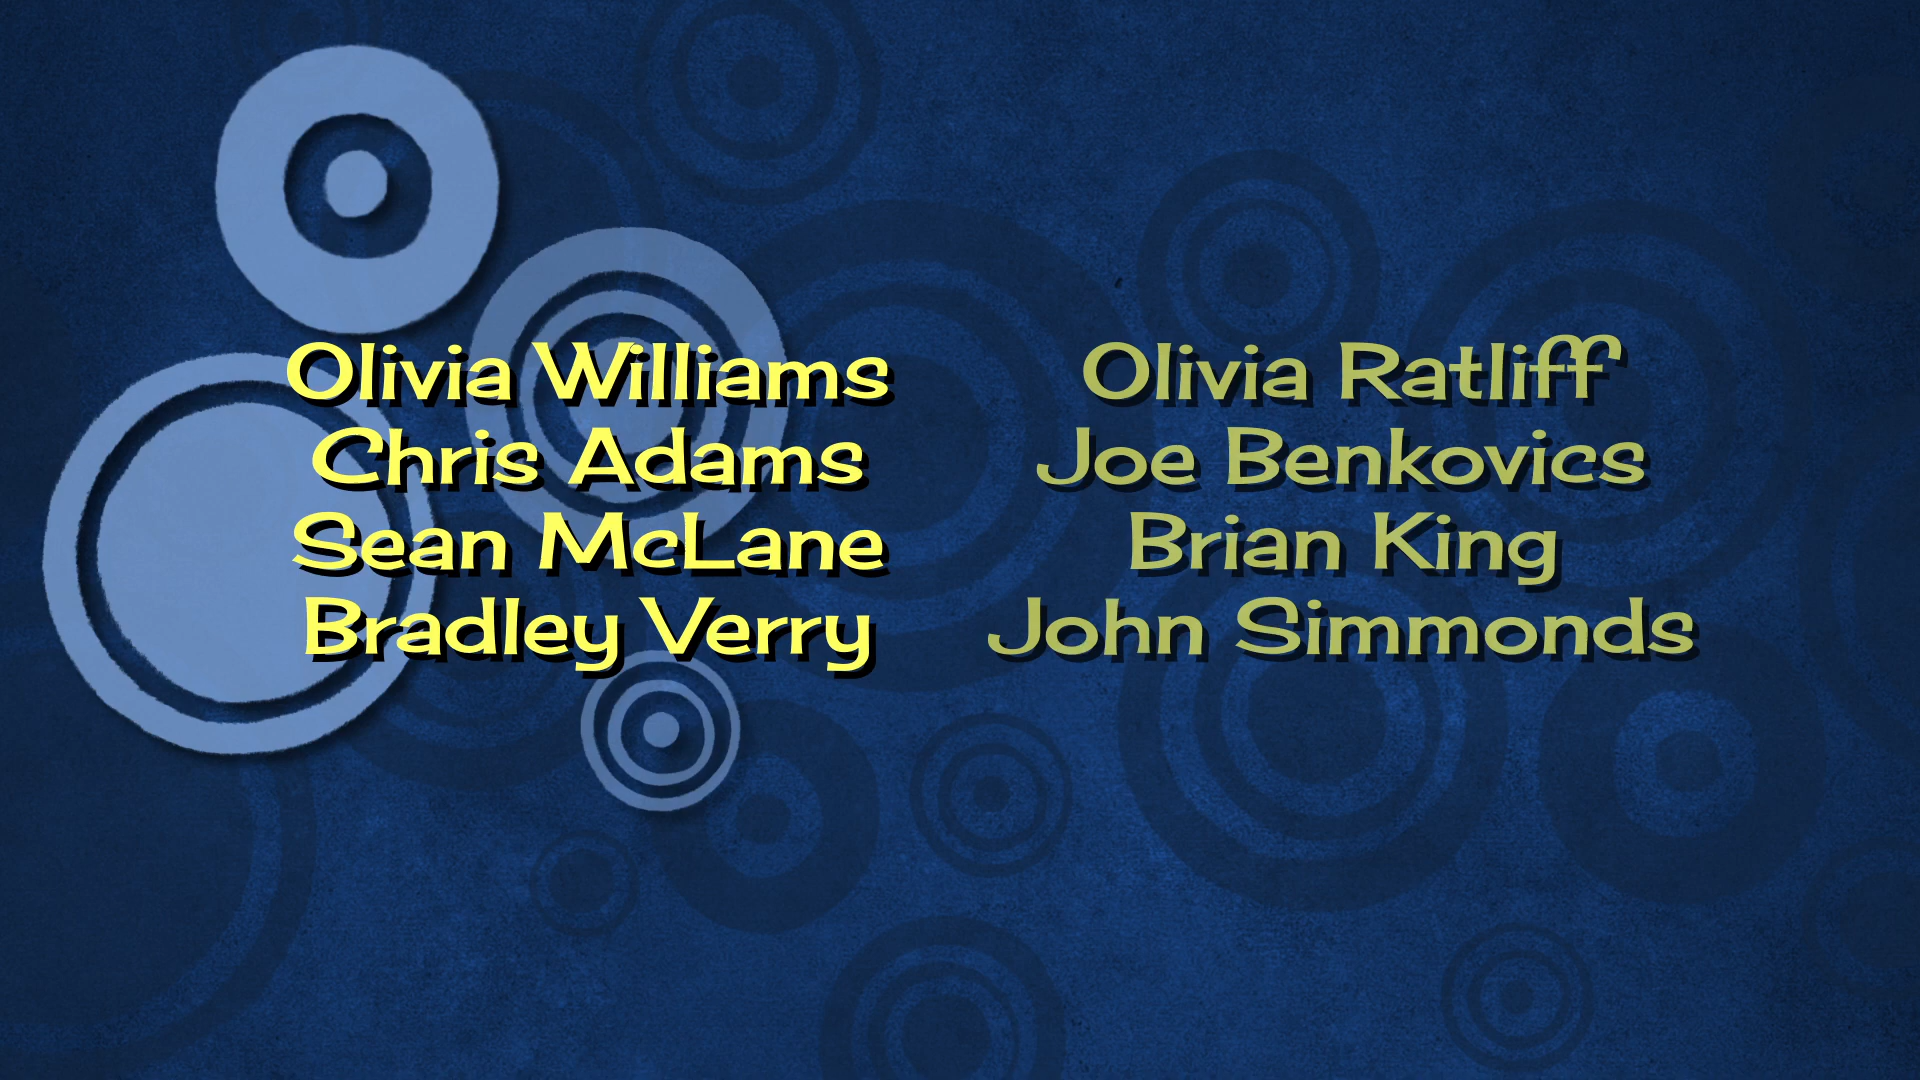 Olivia Williams
Chris Adams
Sean McLane
Bradley Verry
Olivia Ratliff
Joe Benkovics
Brian King
John Simmonds